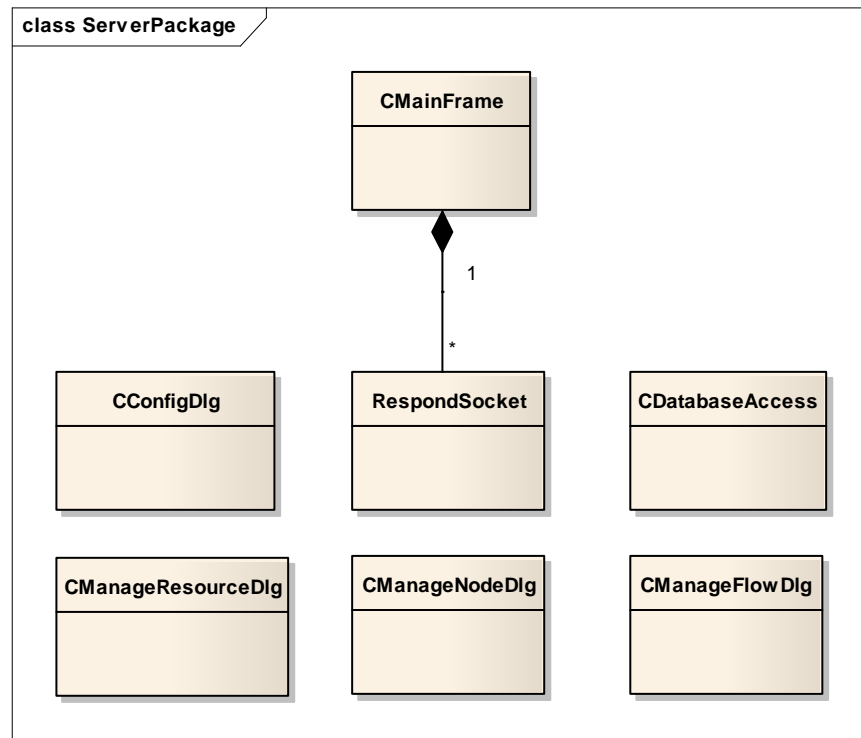 class ServerPackage
CMainFrame
1
*
CConfigDlg
RespondSocket
CDatabaseAccess
CManageResourceDlg
CManageNodeDlg
CManageFlowDlg